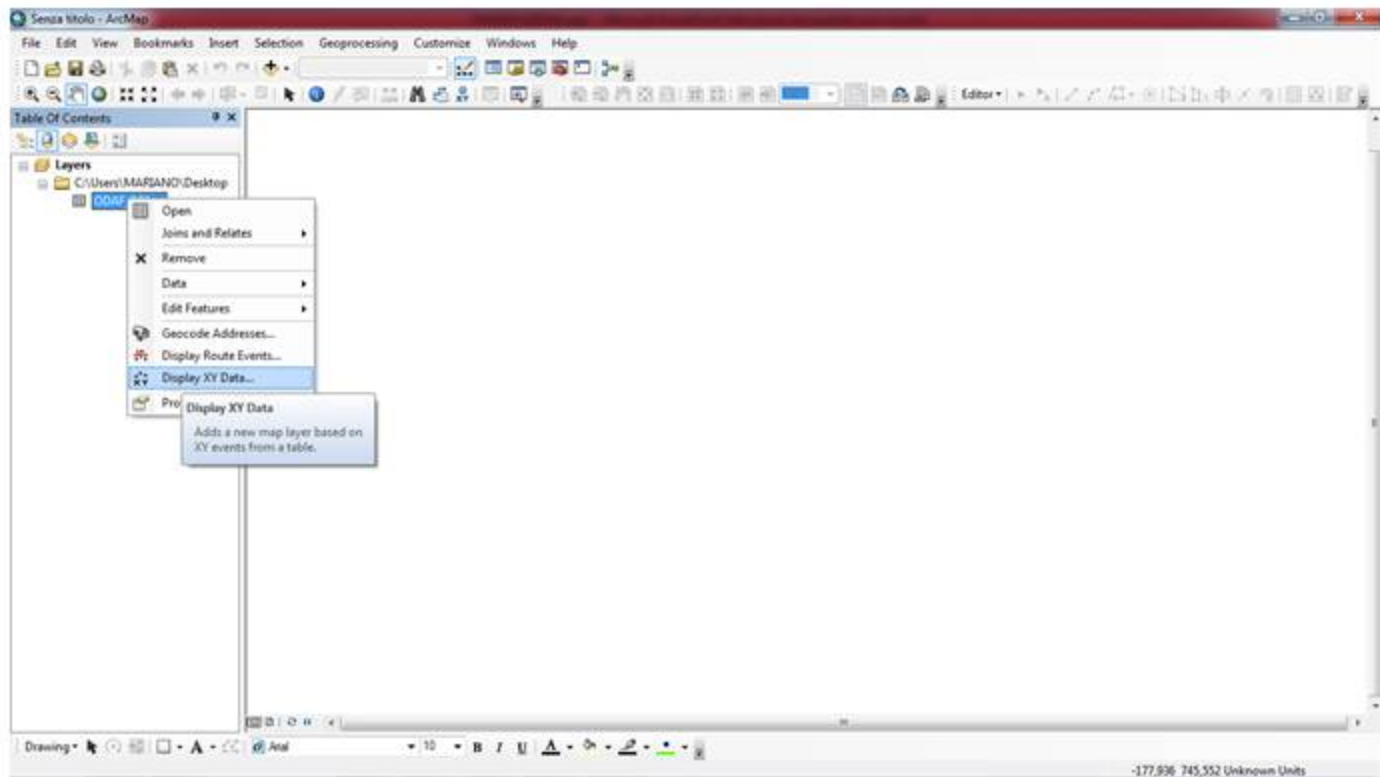 Senza titolo - ArcMap
File Edit View Bookmarks Insert Selection Geoprocessing Customize Windows Help
Editor
Table Of Contents
Layers
C:\Users\MARIANO\Desktop
Open
Joins and Relates
Remove
Data
Edit Features
Geocode Addresses...
Display Route Events...
Display XY Data...
Display XY Data
Adds a new map layer based on
XY events from a table.
Drawing A Arial 10 B I U A
-177,936 745,552 Unknown Units